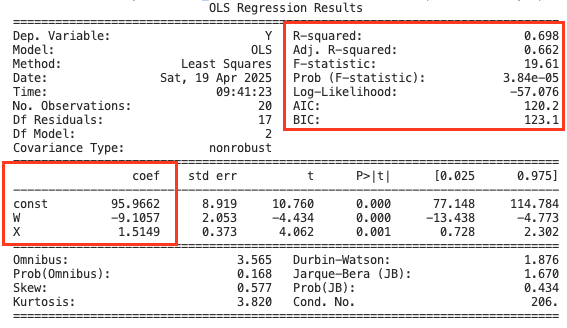 OLS Regression Results
==============================================================================
Dep. Variable: Y R-squared: 0.698
Model: OLS Adj. R-squared: 0.662
Method: Least Squares F-statistic: 19.61
Date: Sat, 19 Apr 2025 Prob (F-statistic): 3.84e-05
Time: 09:41:23 Log-Likelihood: -57.076
No. Observations: 20 AIC: 120.2
Df Residuals: 17 BIC: 123.1
Df Model: 2
Covariance Type: nonrobust
==============================================================================
coef std err t P>|t| [0.025 0.975]
------------------------------------------------------------------------------
const 95.9662 8.919 10.760 0.000 77.148 114.784
W -9.1057 2.053 -4.434 0.000 -13.438 -4.773
X 1.5149 0.373 4.062 0.001 0.728 2.302
==============================================================================
Omnibus: 3.565 Durbin-Watson: 1.876
Prob(Omnibus): 0.168 Jarque-Bera (JB): 1.670
Skew: 0.577 Prob(JB): 0.434
Kurtosis: 3.820 Cond. No. 206.
==============================================================================